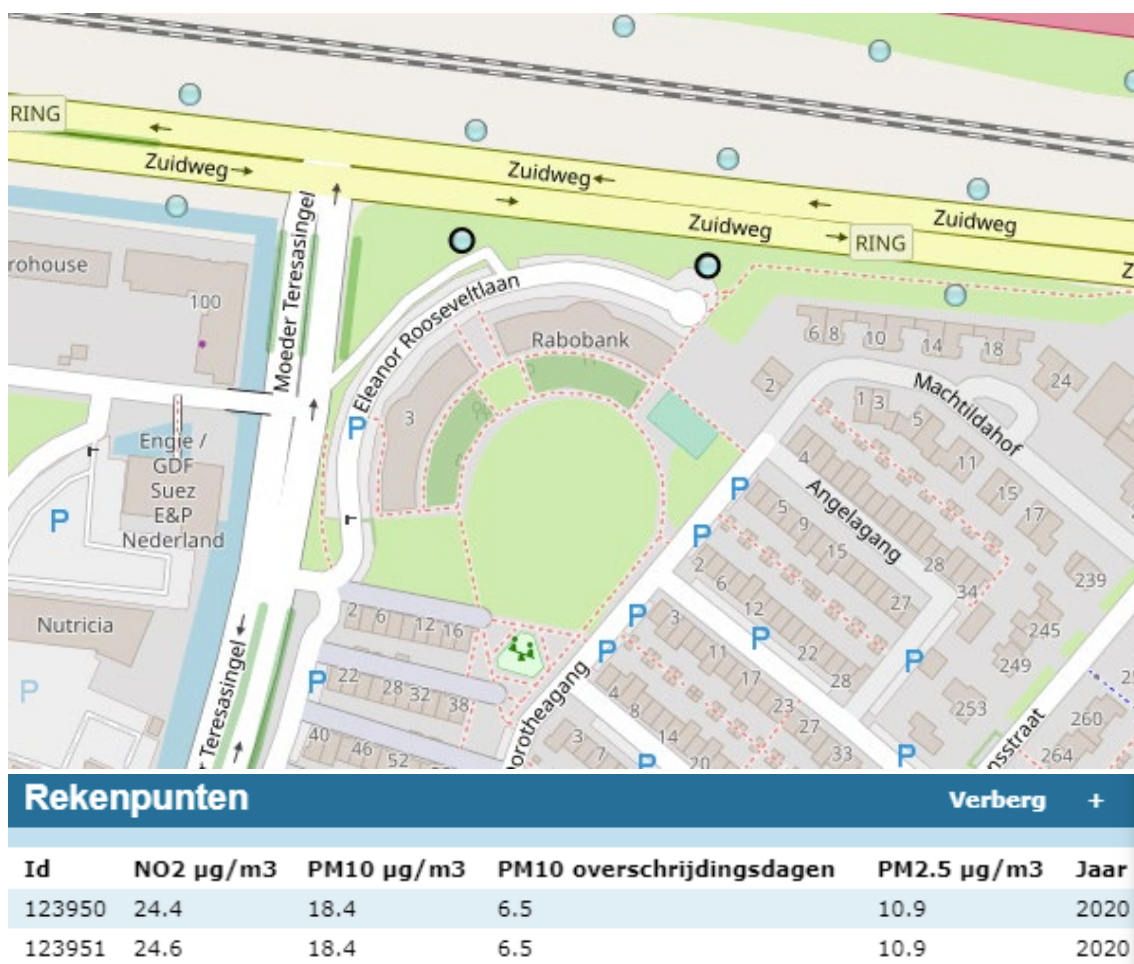 RING
Zuidweg
Zuidweg
Zuidweg
Zuidweg
RING
Z
rohouse
100
Moeder Teresasingel
Eleanor Rooseveltlaan
Rabobank
11
3
P
6 8
10
14
18
24
2
Machtildahof
1 3
5
11
15
17
4
Angelagang
P
5
9
15
28
34
27
239
245
249
253
Engie /
GDF
Suez
E&P
Nederland
P
P
2
6
12
22
28
P
P
Nutricia
P
Teresasingel
2 6 12 16
P
22 28 32 38
40 46 52
P
P
3
11
17
23
27
33
4
8
14
20
P
3
7
orotheagang
P
nsstraat
260
264
25
Rekenpunten Verberg +
Id NO2 µg/m3 PM10 µg/m3 PM10 overschrijdingsdagen PM2.5 µg/m3 Jaar
123950 24.4 18.4 6.5 10.9 2020
123951 24.6 18.4 6.5 10.9 2020